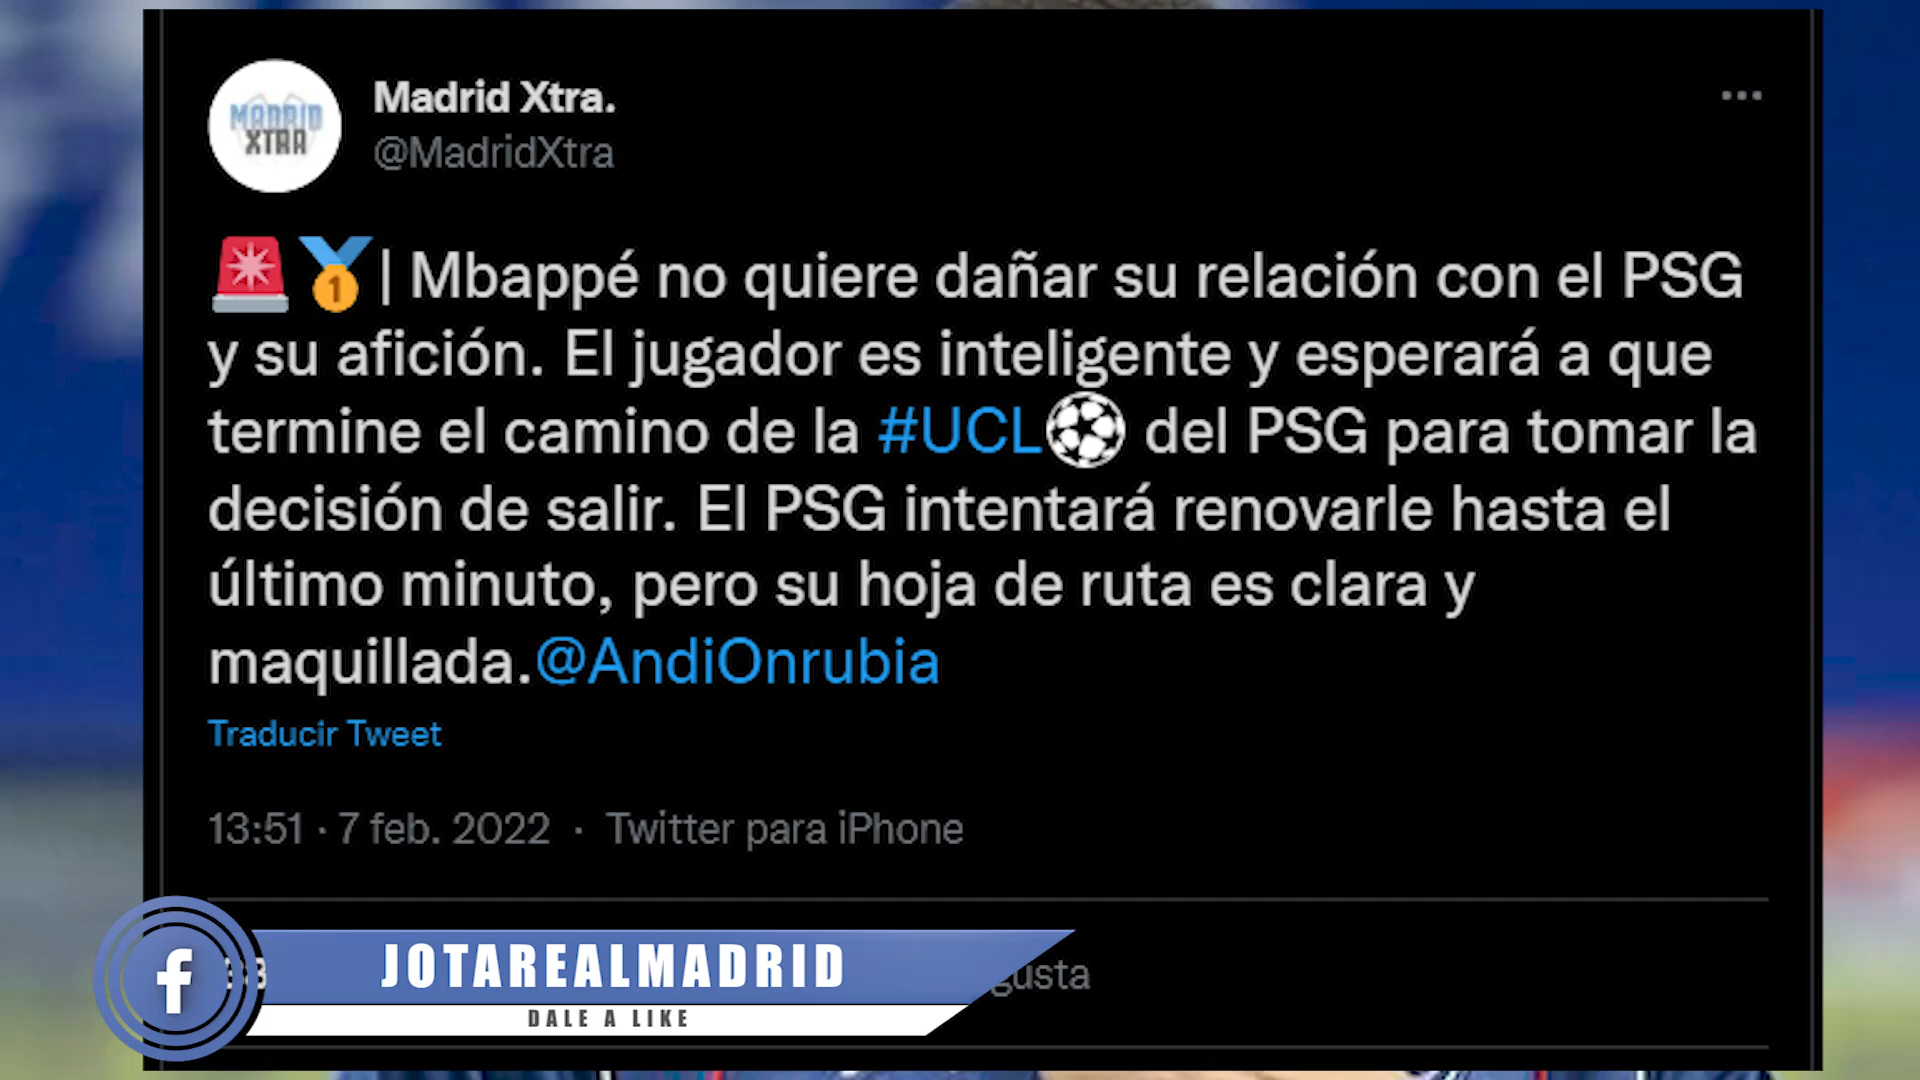 MADRID
XTRA
Madrid Xtra.
@MadridXtra
| Mbappé no quiere dañar su relación con el PSG
y su afición. El jugador es inteligente y esperará a que
termine el camino de la #UCL del PSG para tomar la
decisión de salir. El PSG intentará renovarle hasta el
último minuto, pero su hoja de ruta es clara y
maquillada.@AndiOnrubia
Traducir Tweet
13:51 · 7 feb. 2022 · Twitter para iPhone
gusta
JOTAREALMADRID
DALE A LIKE